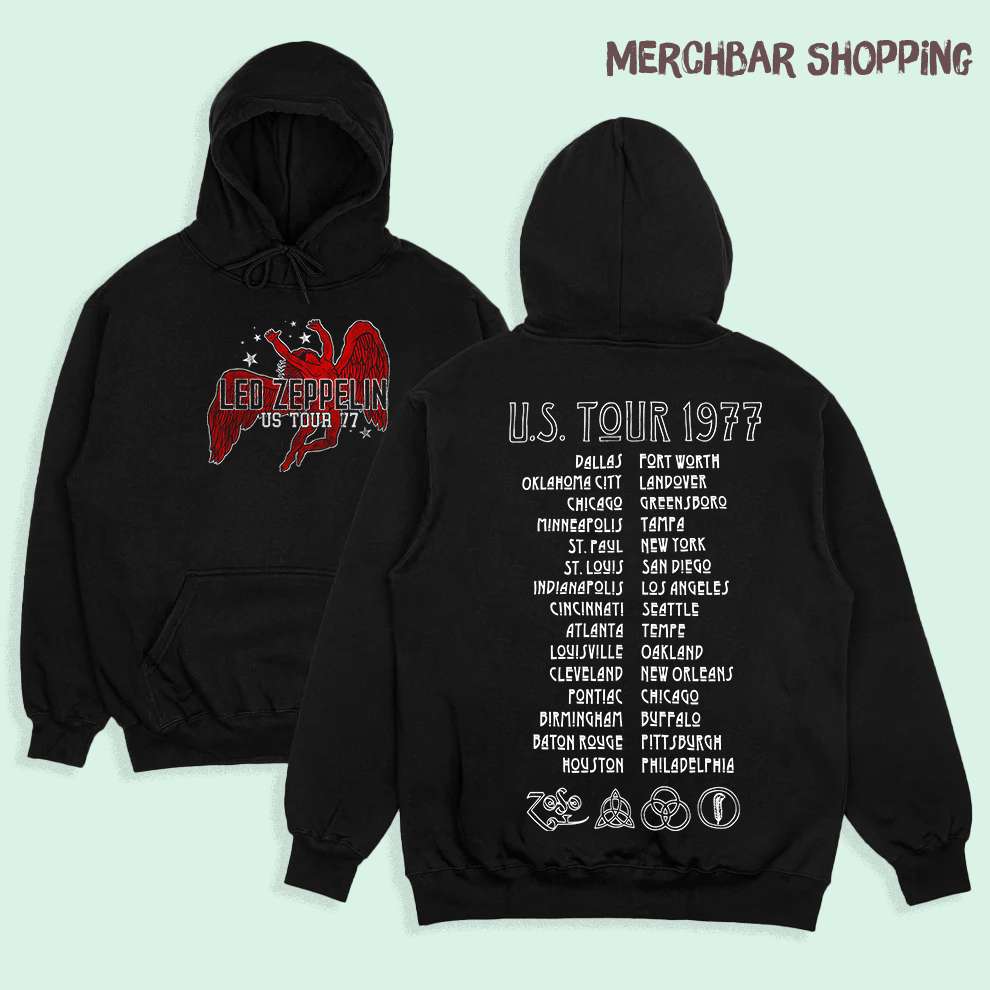 MERCHBAR SHOPPING
LED ZEPPELIN
US TOUR 77
U.S. TOUR 1977
DALLAS FORT WORTH
OKLAHOMA CITY LANDOVER
CHICAGO GREENSBORO
MINNEAPOLIS TAMPA
ST. PAUL NEW YORK
ST. LOUIS SAN DIEGO
INDIANAPOLIS LOS ANGELES
CINCINNATI SEATTLE
ATLANTA TEMPE
LOUISVILLE OAKLAND
CLEVELAND NEW ORLEANS
PONTIAC CHICAGO
BIRMINGHAM BUFFALO
BATON ROUGE PITTSBURGH
HOUSTON PHILADELPHIA
ZoSo